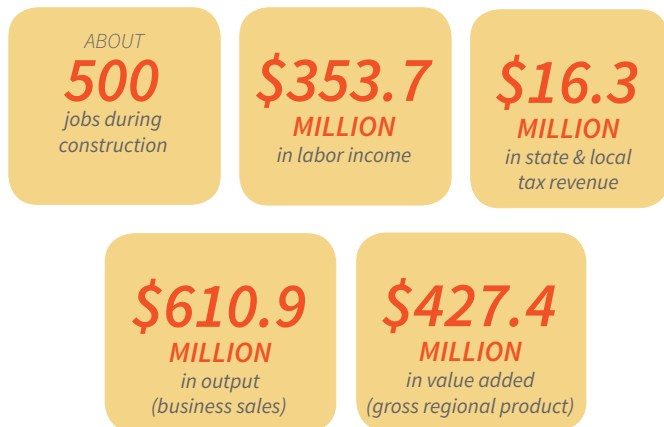 ABOUT
500
jobs during
construction
$353.7
MILLION
in labor income
$16.3
MILLION
in state & local
tax revenue
$610.9
MILLION
in output
(business sales)
$427.4
MILLION
in value added
(gross regional product)